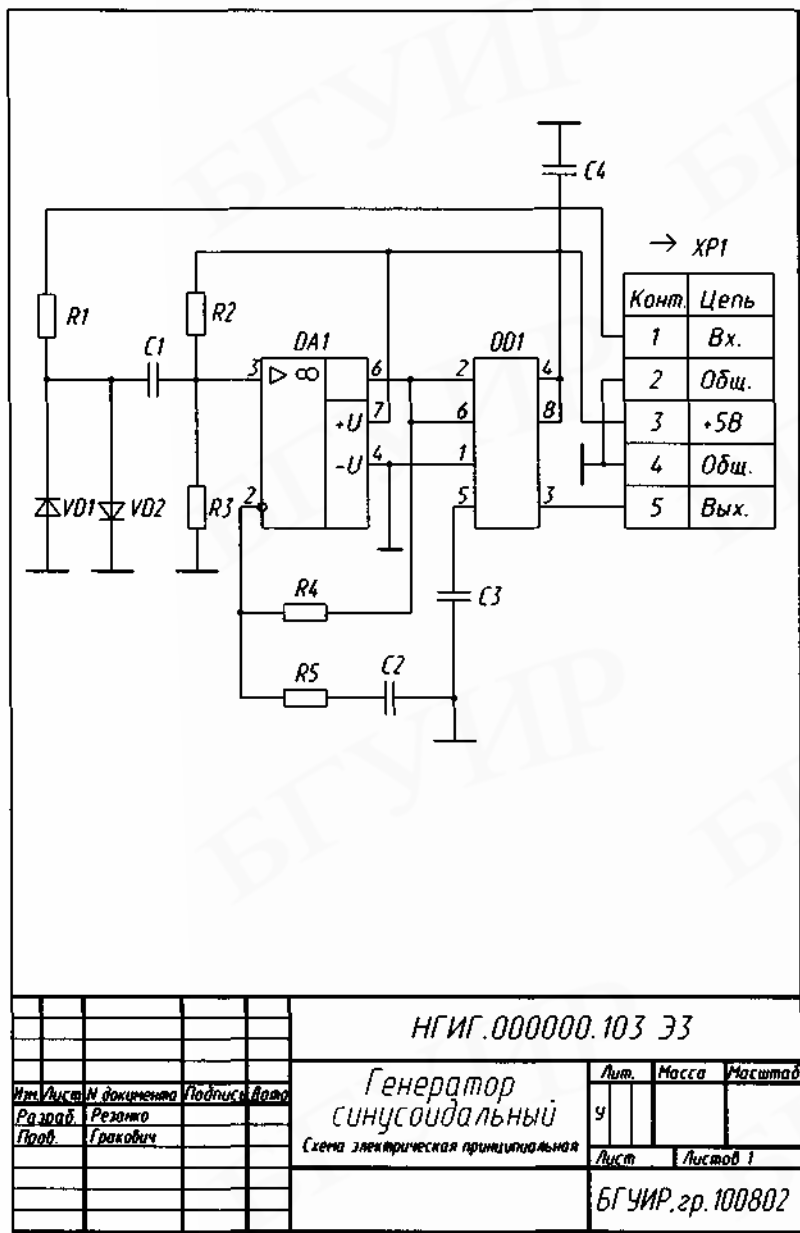 C4
→ XP1
R1
R2
C1
DA1
DD1
Конт. Цепь
1 Вх.
2 Общ.
3 +5В
4 Общ.
5 Вых.
3 ▷ ∞ 6
+U 7
-U 4
2
2 4
6 8
1
5 3
VD1 VD2 R3
R4
C3
R5 C2
НГИГ.000000.103 Э3
Генератор
синусоидальный
Схема электрическая принципиальная
Лит. Масса Масштаб
У
Лист Листов 1
БГУИР, гр. 100802
Изм. Лист N документа Подпись Дата
Разраб. Резанко
Пров. Гракович
БГУИР
БГУИР